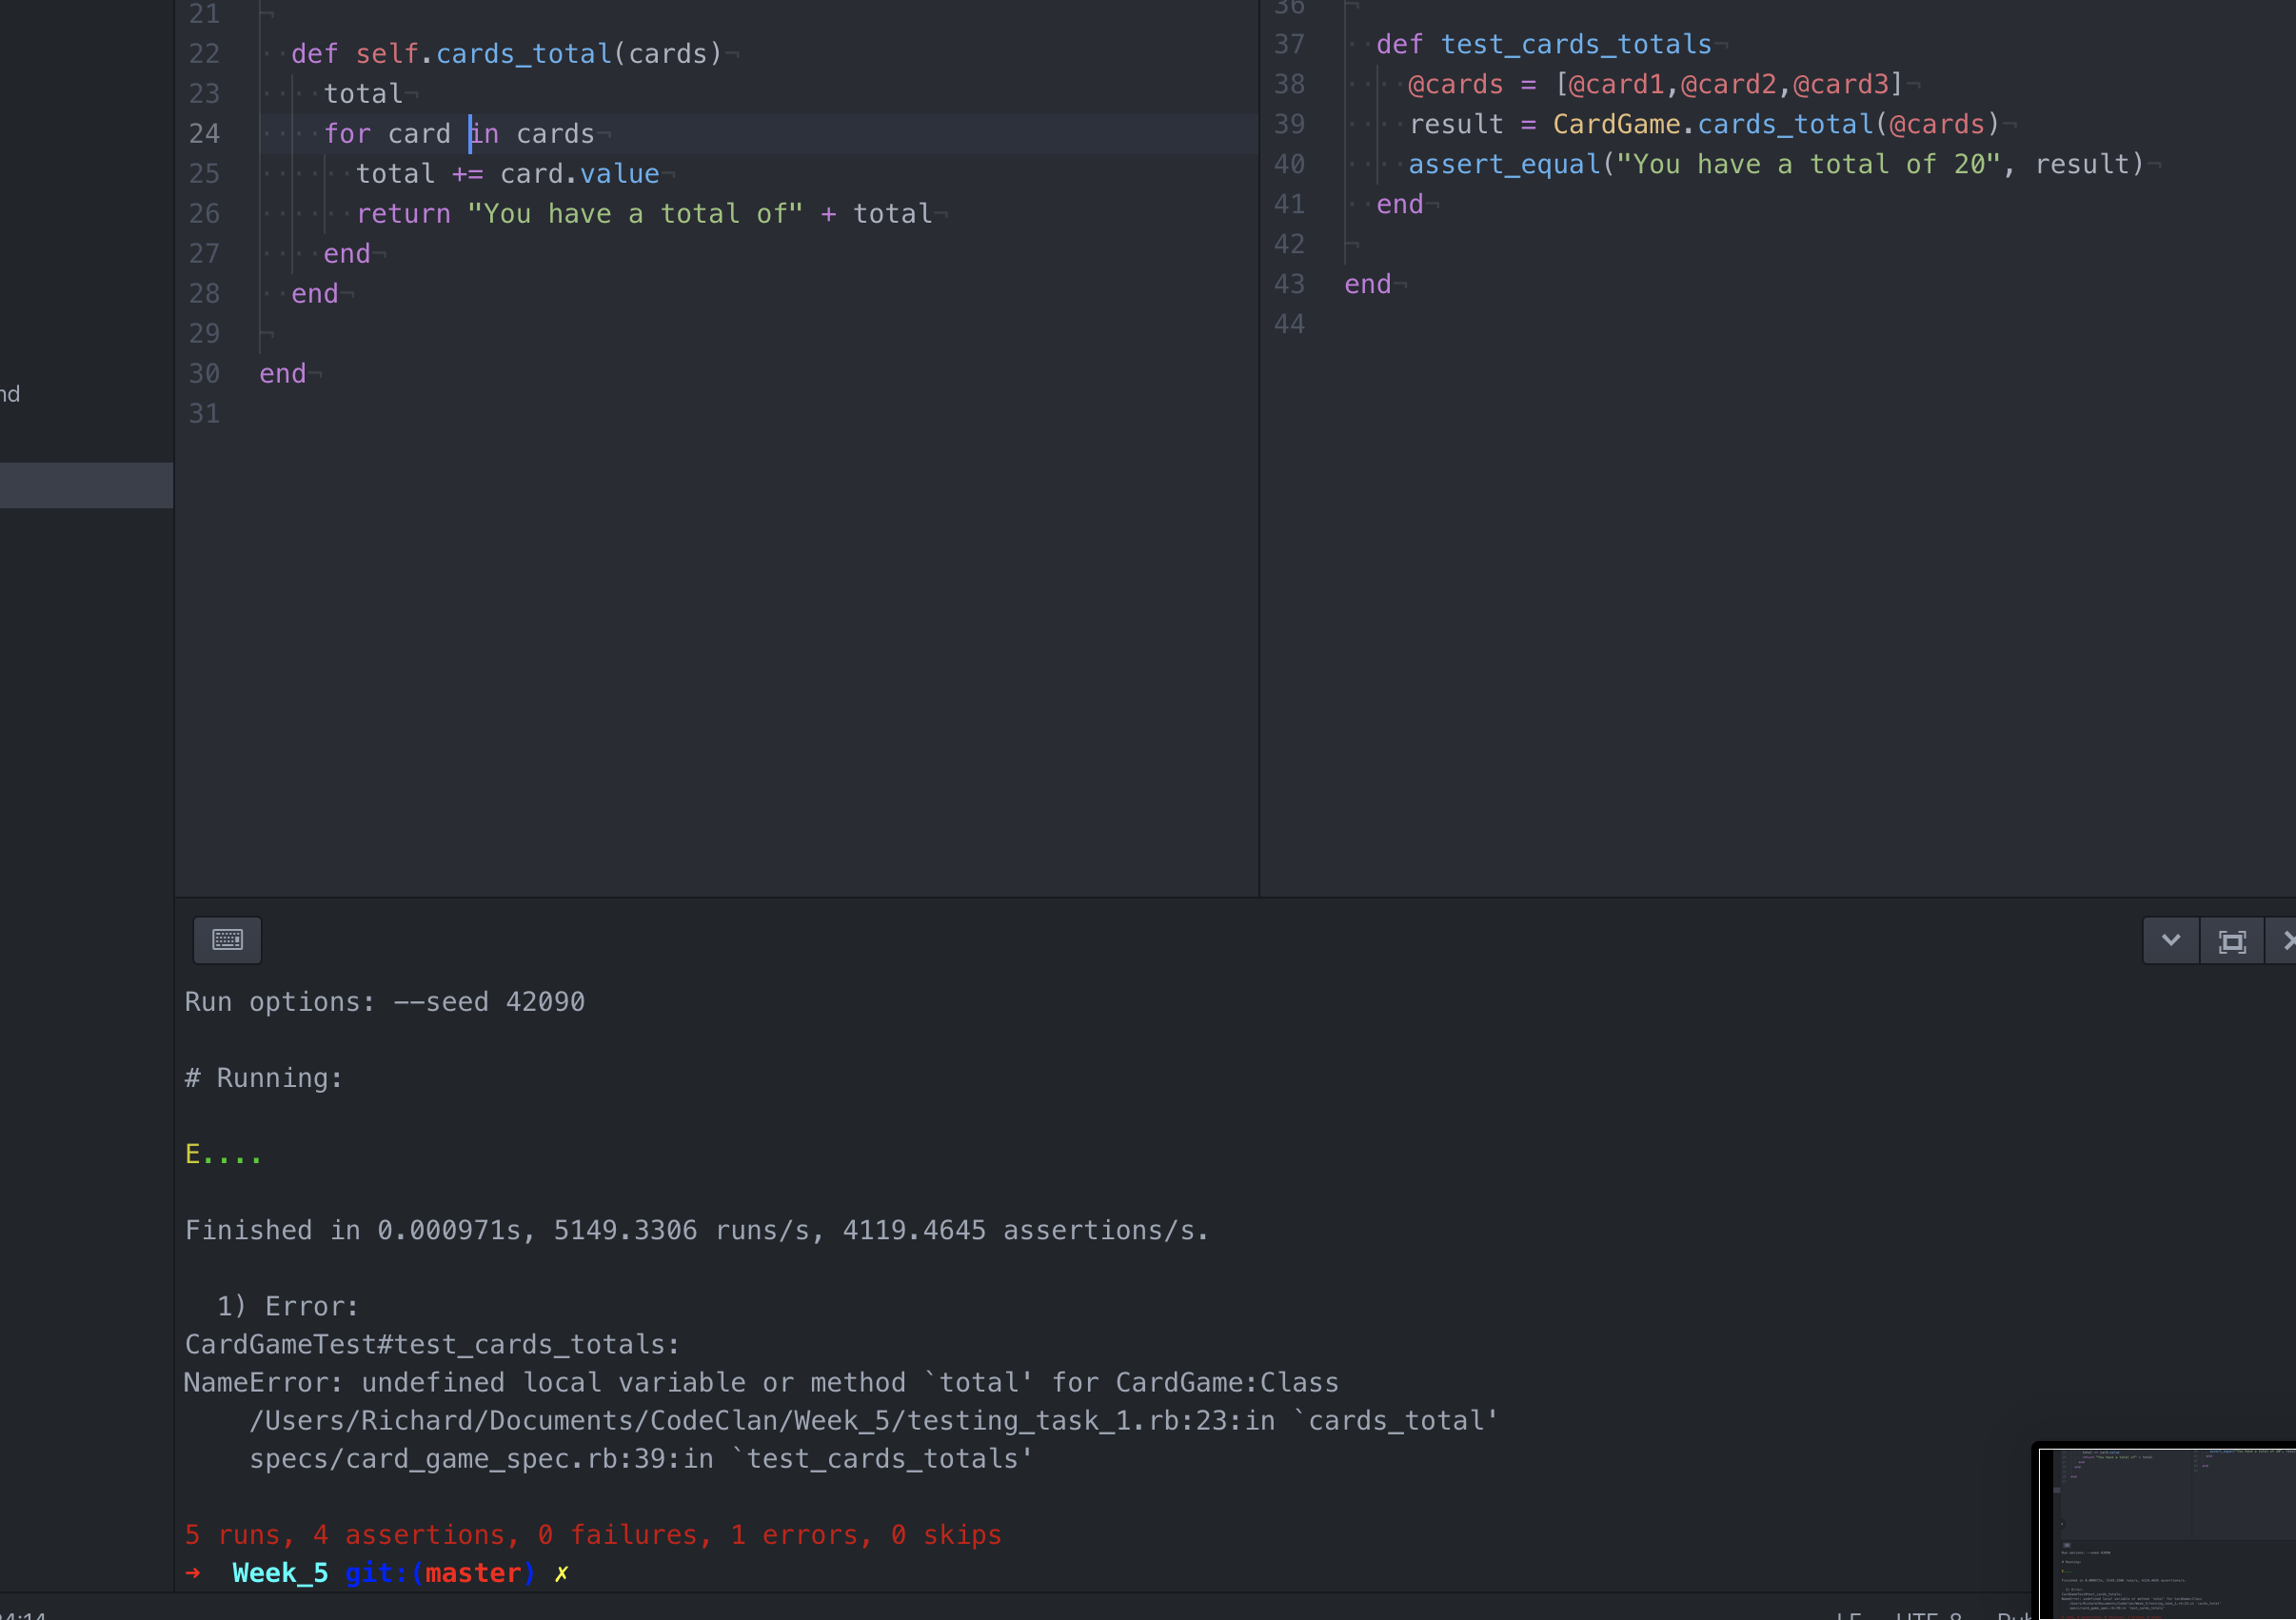 21
22 def self.cards_total(cards)
23 total
24 for card in cards
25 total += card.value
26 return "You have a total of" + total
27 end
28 end
29
30 end
31
36
37 def test_cards_totals
38 @cards = [@card1,@card2,@card3]
39 result = CardGame.cards_total(@cards)
40 assert_equal("You have a total of 20", result)
41 end
42
43 end
44
nd
Run options: --seed 42090
# Running:
E....
Finished in 0.000971s, 5149.3306 runs/s, 4119.4645 assertions/s.
1) Error:
CardGameTest#test_cards_totals:
NameError: undefined local variable or method `total' for CardGame:Class
/Users/Richard/Documents/CodeClan/Week_5/testing_task_1.rb:23:in `cards_total'
specs/card_game_spec.rb:39:in `test_cards_totals'
5 runs, 4 assertions, 0 failures, 1 errors, 0 skips
➜ Week_5 git:(master) ✗